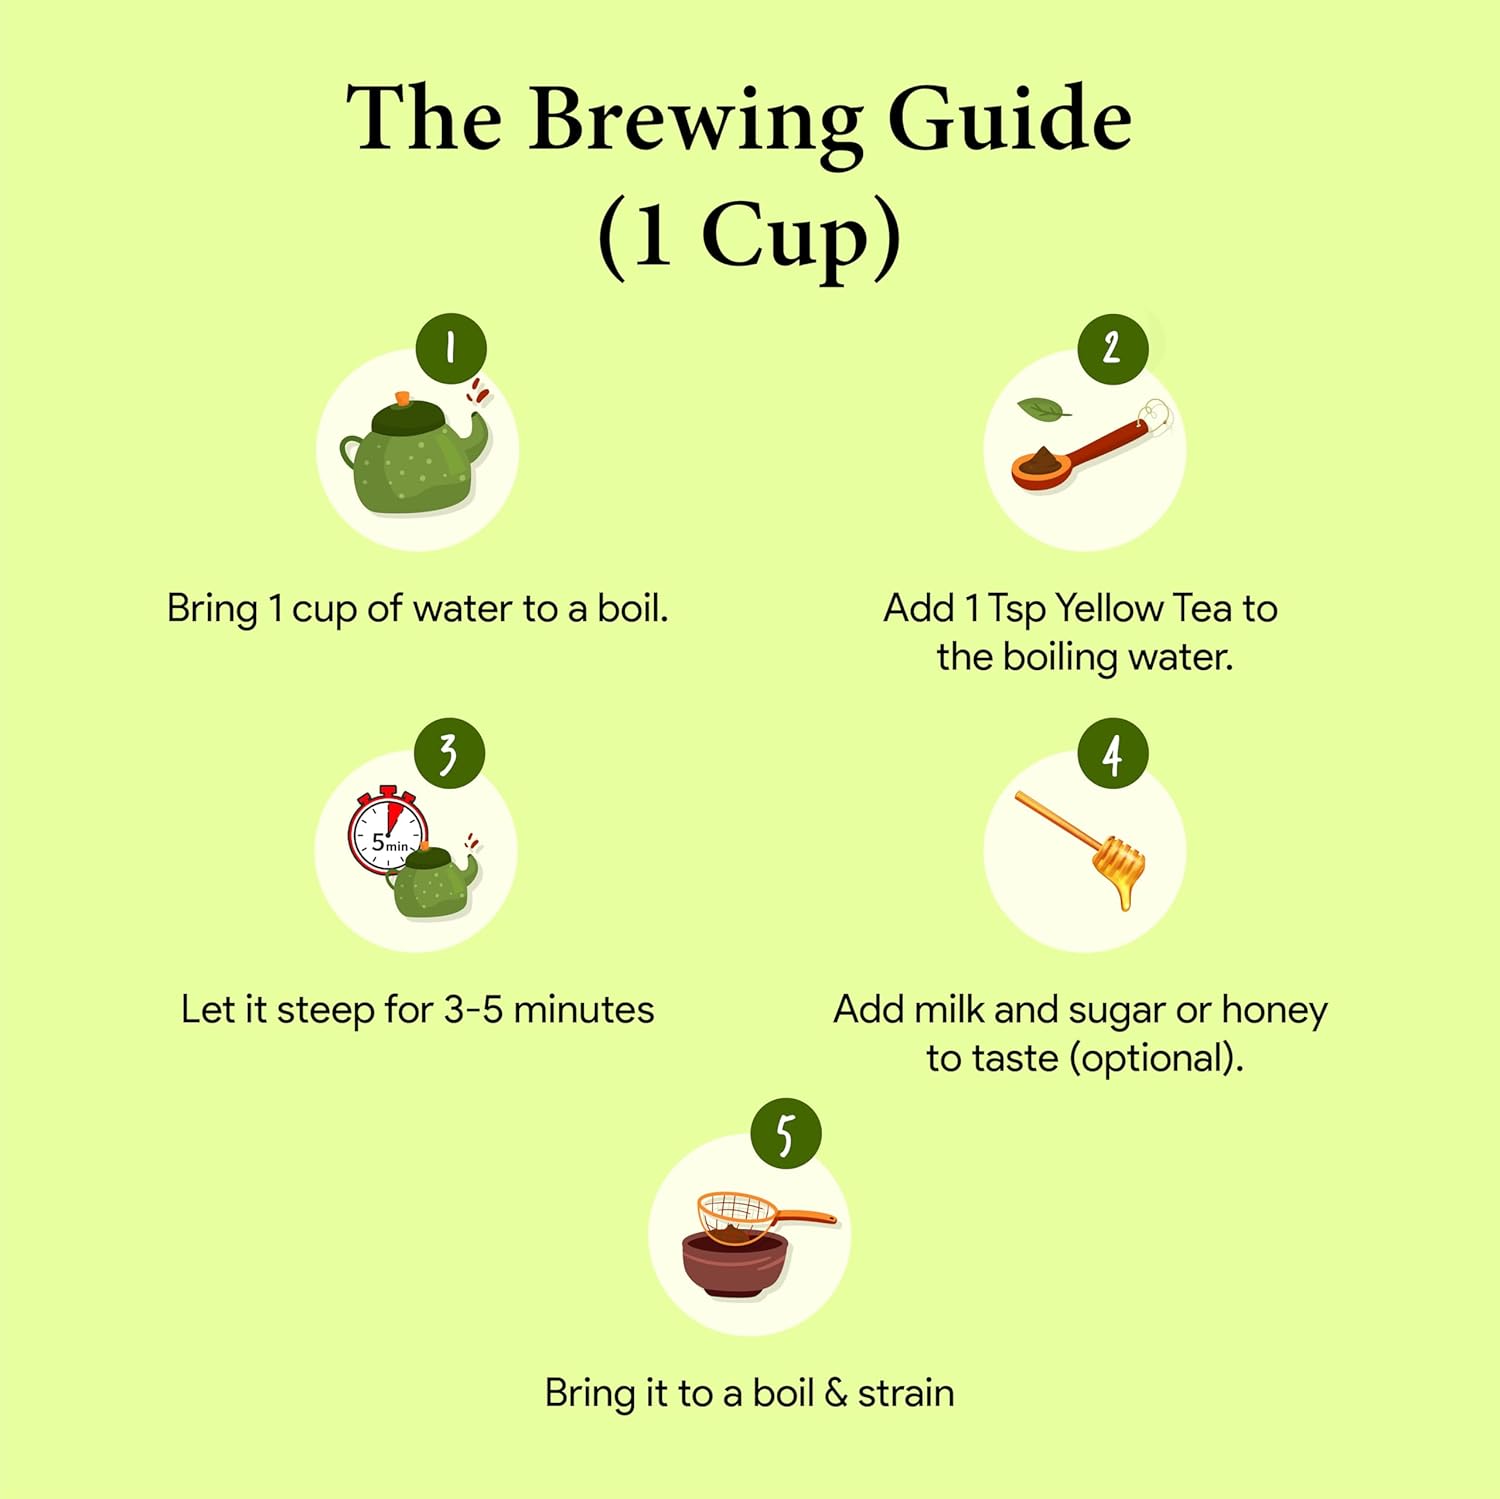 The Brewing Guide
(1 Cup)
1
Bring 1 cup of water to a boil.
2
Add 1 Tsp Yellow Tea to
the boiling water.
3
5min
Let it steep for 3-5 minutes
4
Add milk and sugar or honey
to taste (optional).
5
Bring it to a boil & strain